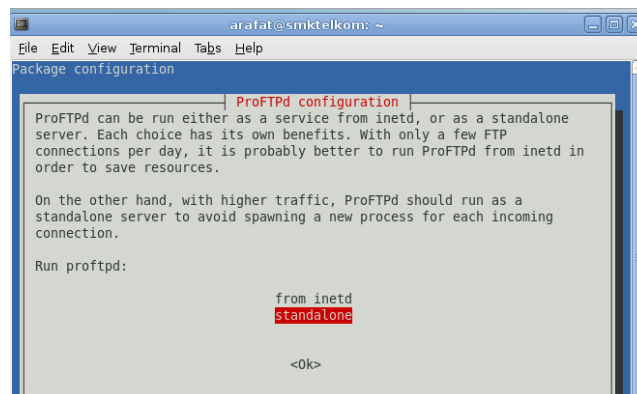 arafat@smktelkom: ~
File Edit View Terminal Tabs Help
Package configuration
ProFTPd configuration
ProFTPd can be run either as a service from inetd, or as a standalone
server. Each choice has its own benefits. With only a few FTP
connections per day, it is probably better to run ProFTPd from inetd in
order to save resources.
On the other hand, with higher traffic, ProFTPd should run as a
standalone server to avoid spawning a new process for each incoming
connection.
Run proftpd:
from inetd
standalone
<Ok>